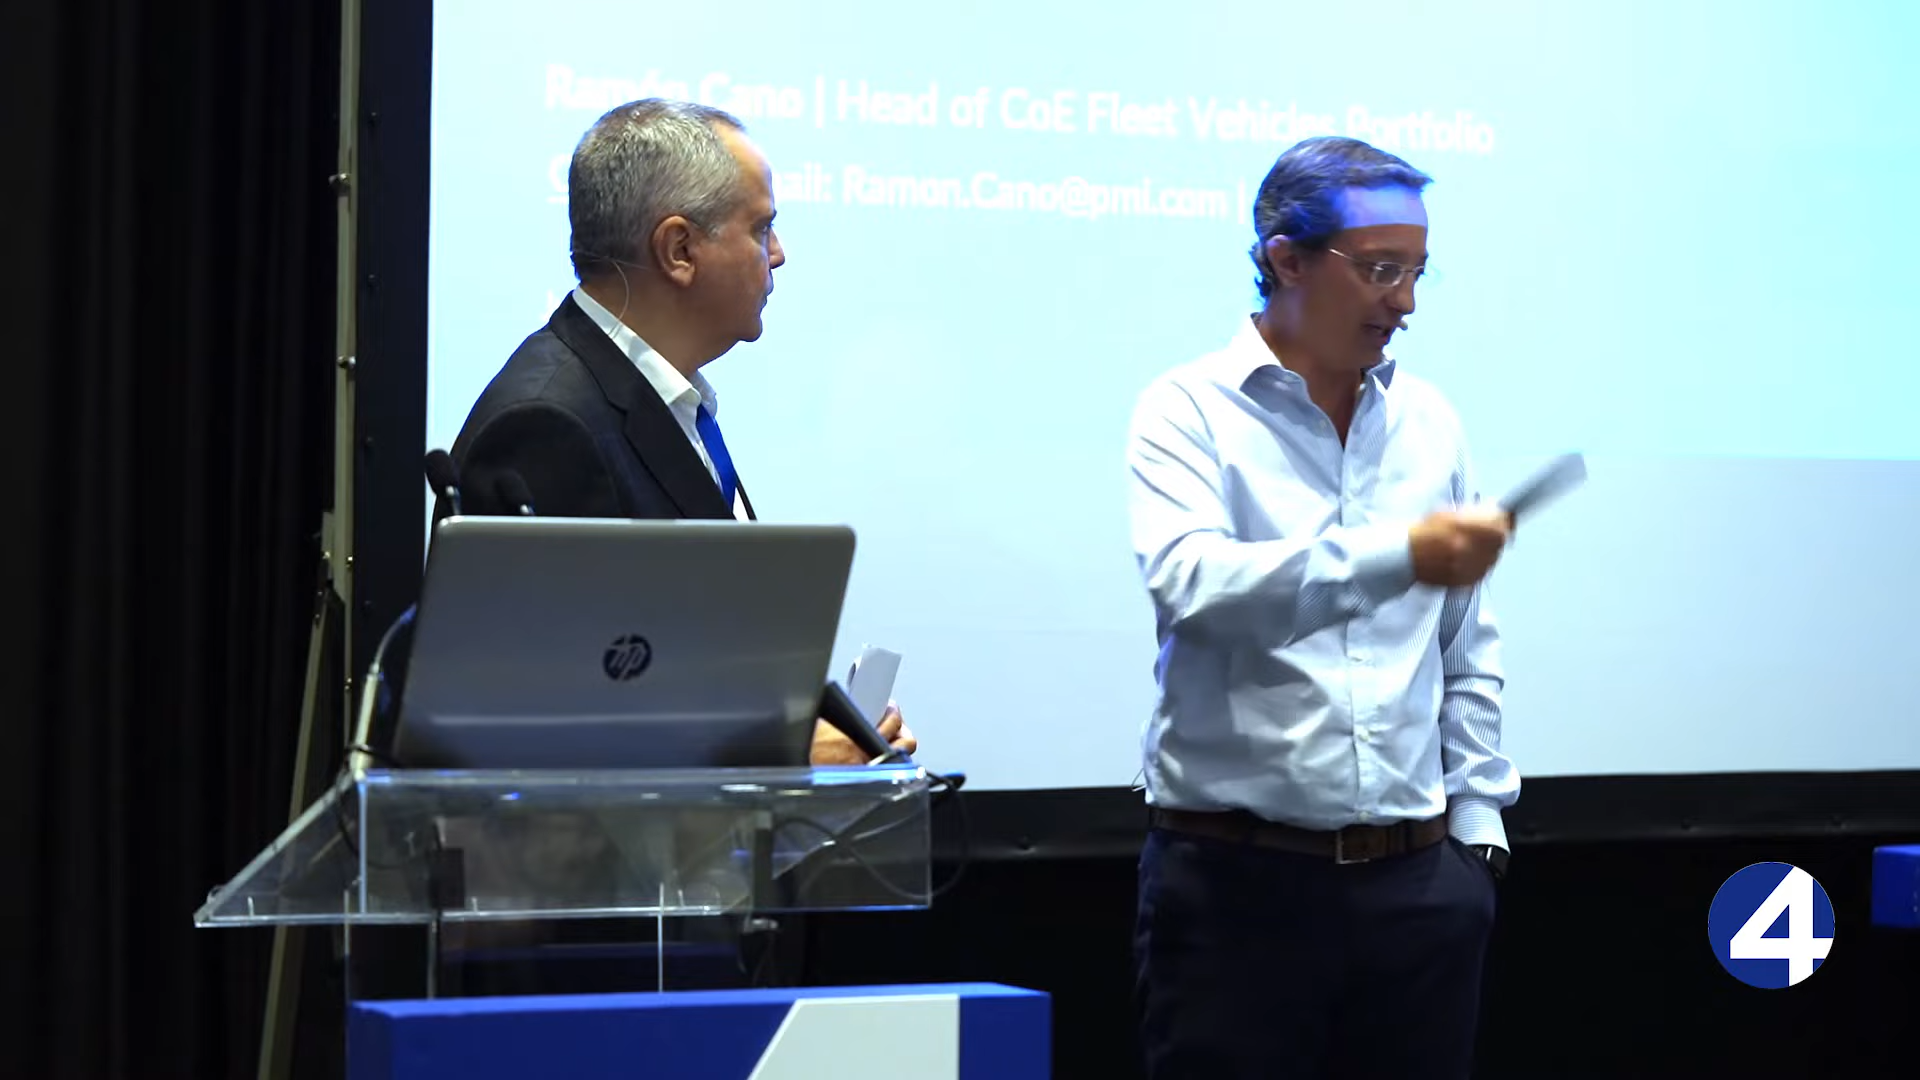 Ramón Cano | Head of CoE Fleet Vehicles Portfolio
ail: Ramon.Cano@pmi.com |
hp
4